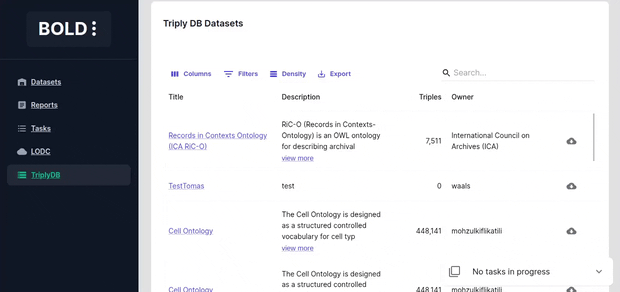 BOLD
Datasets
Reports
Tasks
LODC
TriplyDB
Triply DB Datasets
Columns Filters Density Export Search...
Title Description Triples Owner
Records in Contexts Ontology
(ICA RiC-O)
RiC-O (Records in Contexts-
Ontology) is an OWL ontology
for describing archival
view more
7,511
International Council on
Archives (ICA)
TestTomas test 0 waals
Cell Ontology
The Cell Ontology is designed
as a structured controlled
vocabulary for cell typ
view more
448,141 mohzulkiflikatili
Cell Ontology
The Cell Ontology is designed
as a structured controlled
448,141 mohzulkiflikatili
No tasks in progress